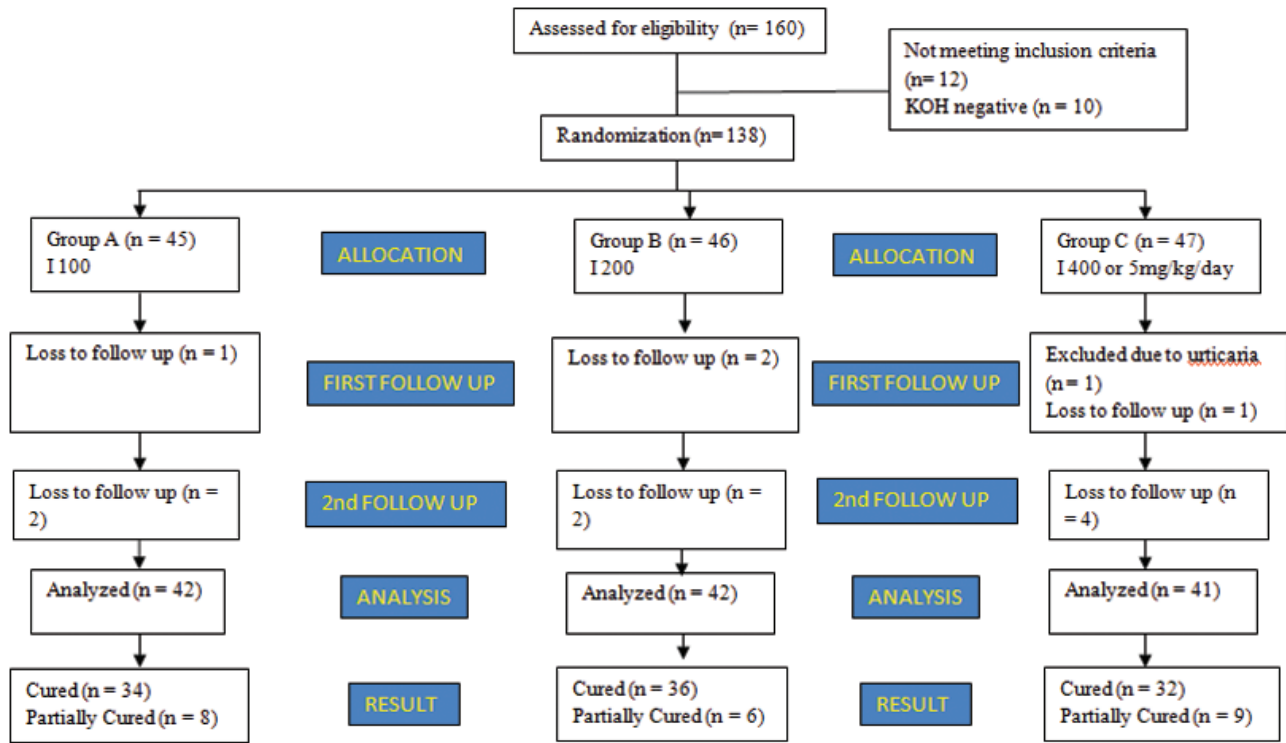 Assessed for eligibility (n= 160)
Not meeting inclusion criteria
(n= 12)
KOH negative (n = 10)
Randomization (n= 138)
Group A (n = 45)
I 100
ALLOCATION
Group B (n = 46)
I 200
ALLOCATION
Group C (n = 47)
I 400 or 5mg/kg/day
Loss to follow up (n = 1)
FIRST FOLLOW UP
Loss to follow up (n = 2)
FIRST FOLLOW UP
Excluded due to urticaria
(n = 1)
Loss to follow up (n = 1)
Loss to follow up (n =
2)
2nd FOLLOW UP
Loss to follow up (n =
2)
2nd FOLLOW UP
Loss to follow up (n
= 4)
Analyzed (n = 42)
ANALYSIS
Analyzed (n = 42)
ANALYSIS
Analyzed (n = 41)
Cured (n = 34)
Partially Cured (n = 8)
RESULT
Cured (n = 36)
Partially Cured (n = 6)
RESULT
Cured (n = 32)
Partially Cured (n = 9)